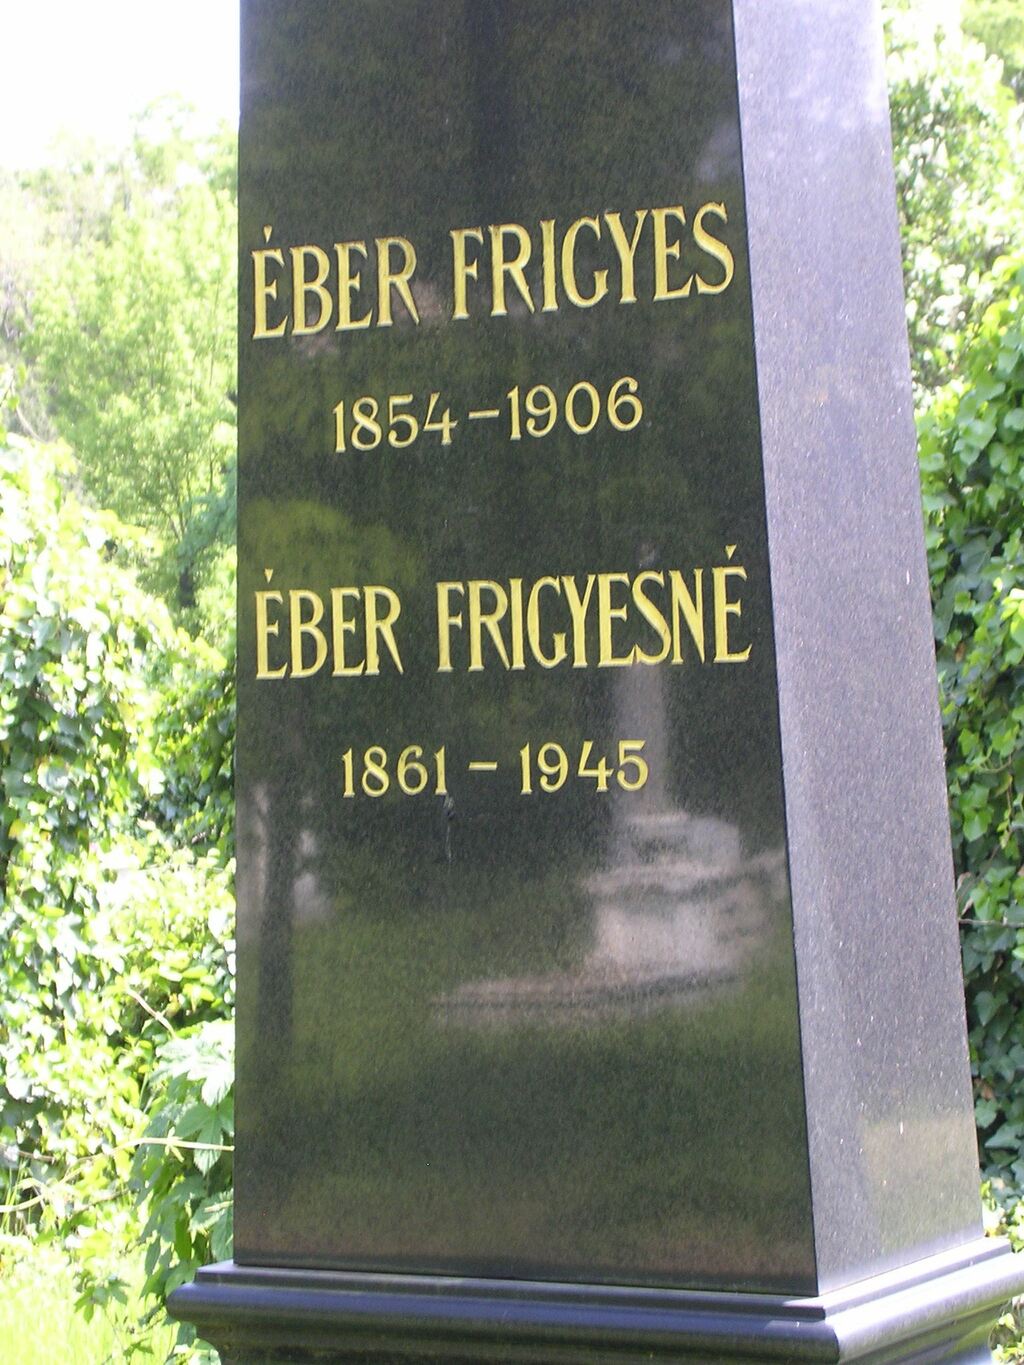 ÉBER FRIGYES
1854-1906
ÉBER FRIGYESNÉ
1861 - 1945